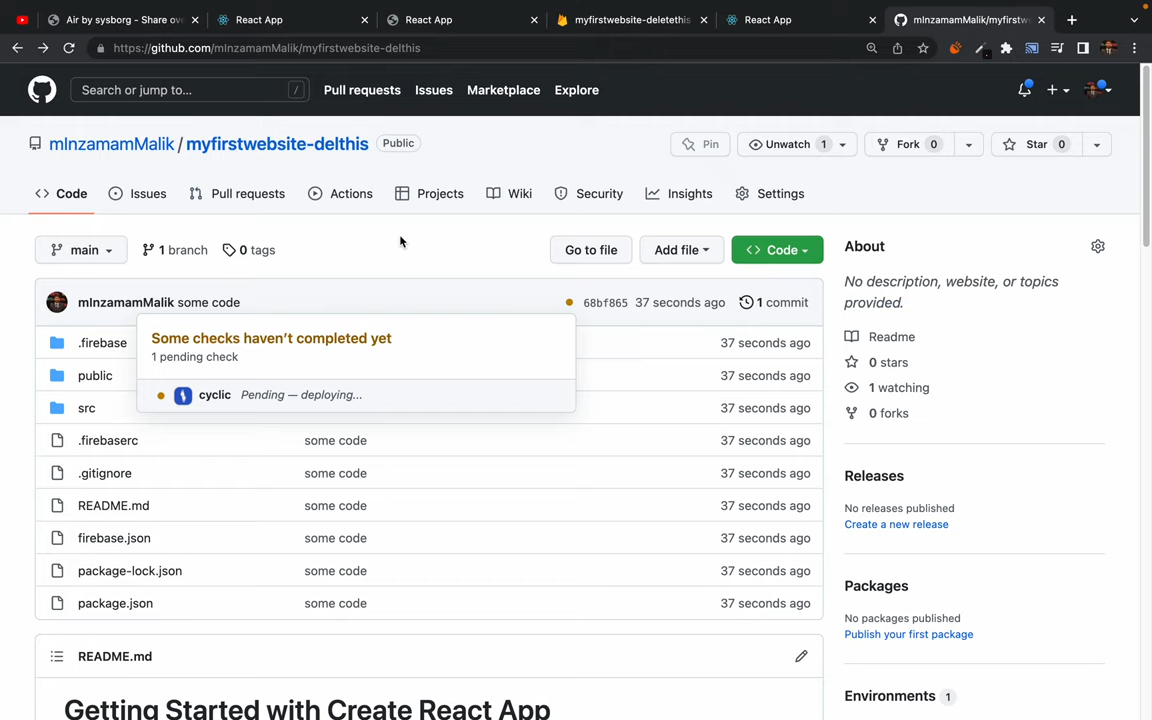 Air by sysborg - Share ove
React App
React App
myfirstwebsite-deletethis
React App
mInzamamMalik/myfirstw
https://github.com/mInzamamMalik/myfirstwebsite-delthis
Search or jump to...
/
Pull requests
Issues
Marketplace
Explore
mInzamamMalik / myfirstwebsite-delthis
Public
Pin
Unwatch 1
Fork 0
Star 0
Code
Issues
Pull requests
Actions
Projects
Wiki
Security
Insights
Settings
main
1 branch
0 tags
Go to file
Add file
Code
mInzamamMalik some code
68bf865 37 seconds ago
1 commit
Some checks haven't completed yet
1 pending check
cyclic Pending — deploying...
.firebase 37 seconds ago
public 37 seconds ago
src 37 seconds ago
.firebaserc some code 37 seconds ago
.gitignore some code 37 seconds ago
README.md some code 37 seconds ago
firebase.json some code 37 seconds ago
package-lock.json some code 37 seconds ago
package.json some code 37 seconds ago
README.md
Getting Started with Create React App
About
No description, website, or topics
provided.
Readme
0 stars
1 watching
0 forks
Releases
No releases published
Create a new release
Packages
No packages published
Publish your first package
Environments 1